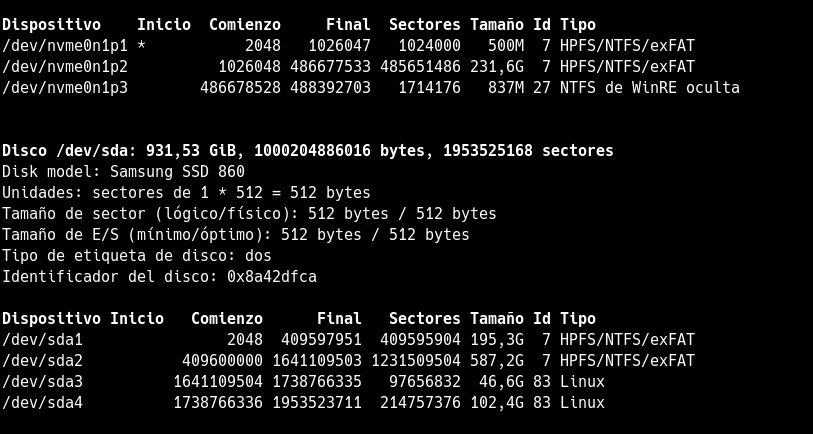 Dispositivo    Inicio  Comienzo     Final  Sectores Tamaño Id Tipo
/dev/nvme0n1p1 *           2048   1026047   1024000   500M  7 HPFS/NTFS/exFAT
/dev/nvme0n1p2          1026048 486677533 485651486 231,6G  7 HPFS/NTFS/exFAT
/dev/nvme0n1p3        486678528 488392703   1714176   837M 27 NTFS de WinRE oculta
Disco /dev/sda: 931,53 GiB, 1000204886016 bytes, 1953525168 sectores
Disk model: Samsung SSD 860
Unidades: sectores de 1 * 512 = 512 bytes
Tamaño de sector (lógico/físico): 512 bytes / 512 bytes
Tamaño de E/S (mínimo/óptimo): 512 bytes / 512 bytes
Tipo de etiqueta de disco: dos
Identificador del disco: 0x8a42dfca
Dispositivo Inicio   Comienzo      Final   Sectores Tamaño Id Tipo
/dev/sda1                2048  409597951  409595904 195,3G  7 HPFS/NTFS/exFAT
/dev/sda2           409600000 1641109503 1231509504 587,2G  7 HPFS/NTFS/exFAT
/dev/sda3          1641109504 1738766335   97656832  46,6G 83 Linux
/dev/sda4          1738766336 1953523711  214757376 102,4G 83 Linux